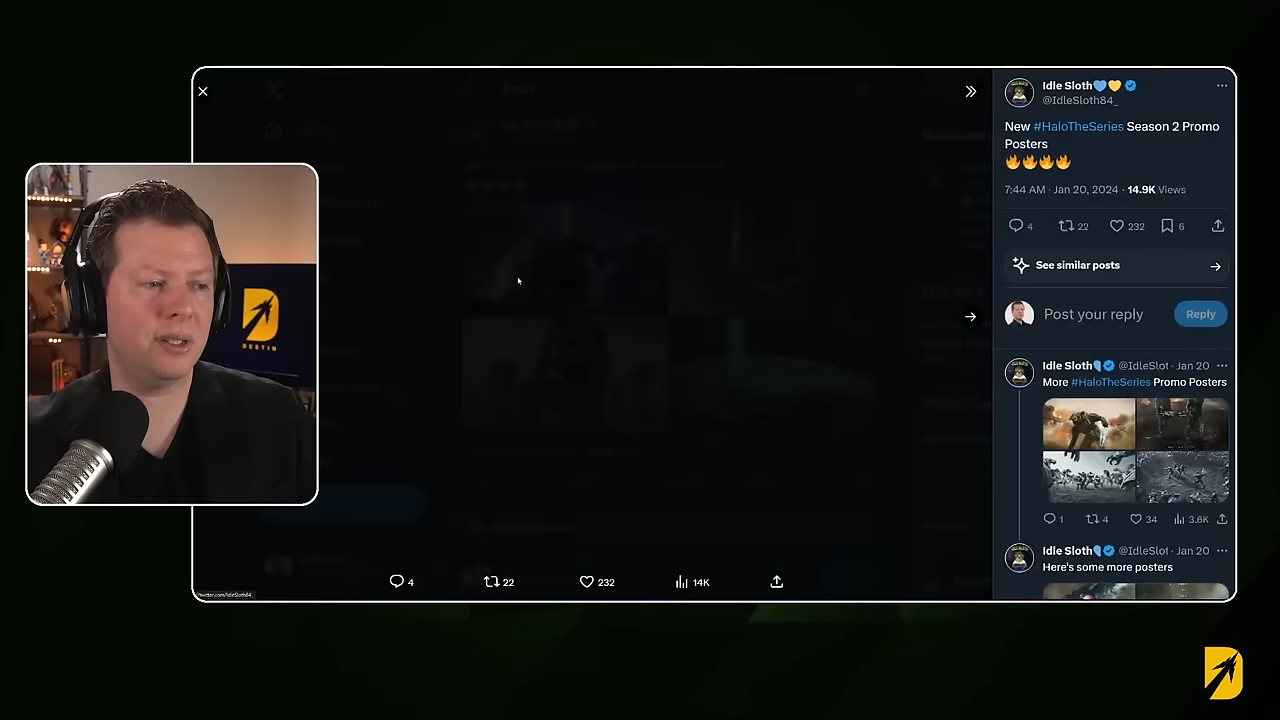 DESTIN
Idle Sloth💙💛
@IdleSloth84_
New #HaloTheSeries Season 2 Promo
Posters
🔥🔥🔥🔥
7:44 AM · Jan 20, 2024 · 14.9K Views
4 22 232 6
See similar posts
Post your reply
Reply
Idle Sloth @IdleSlot · Jan 20
More #HaloTheSeries Promo Posters
1 4 34 3.6K
Idle Sloth @IdleSlot · Jan 20
Here's some more posters
4 22 232 14K